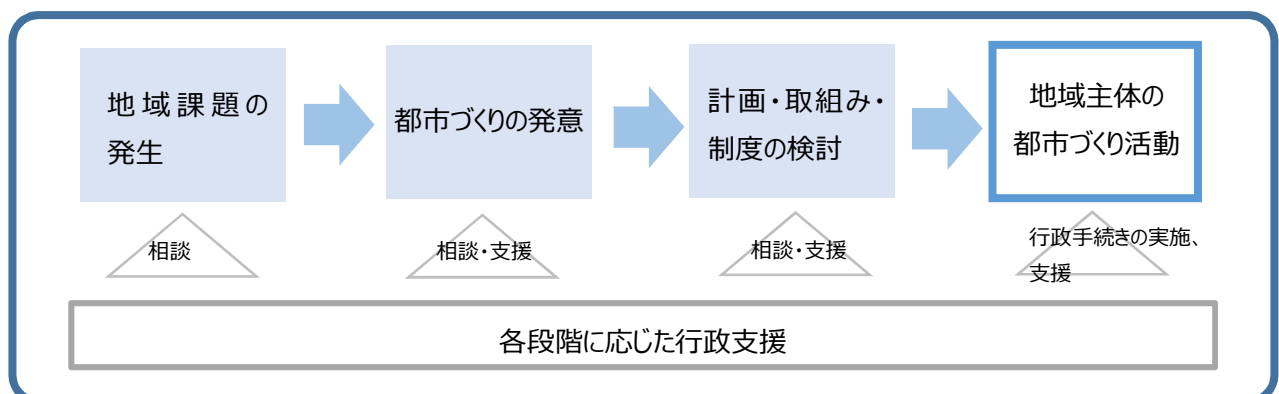 地域課題の
発生
都市づくりの発意
計画・取組み・
制度の検討
地域主体の
都市づくり活動
相談
相談・支援
相談・支援
行政手続きの実施、
支援
各段階に応じた行政支援